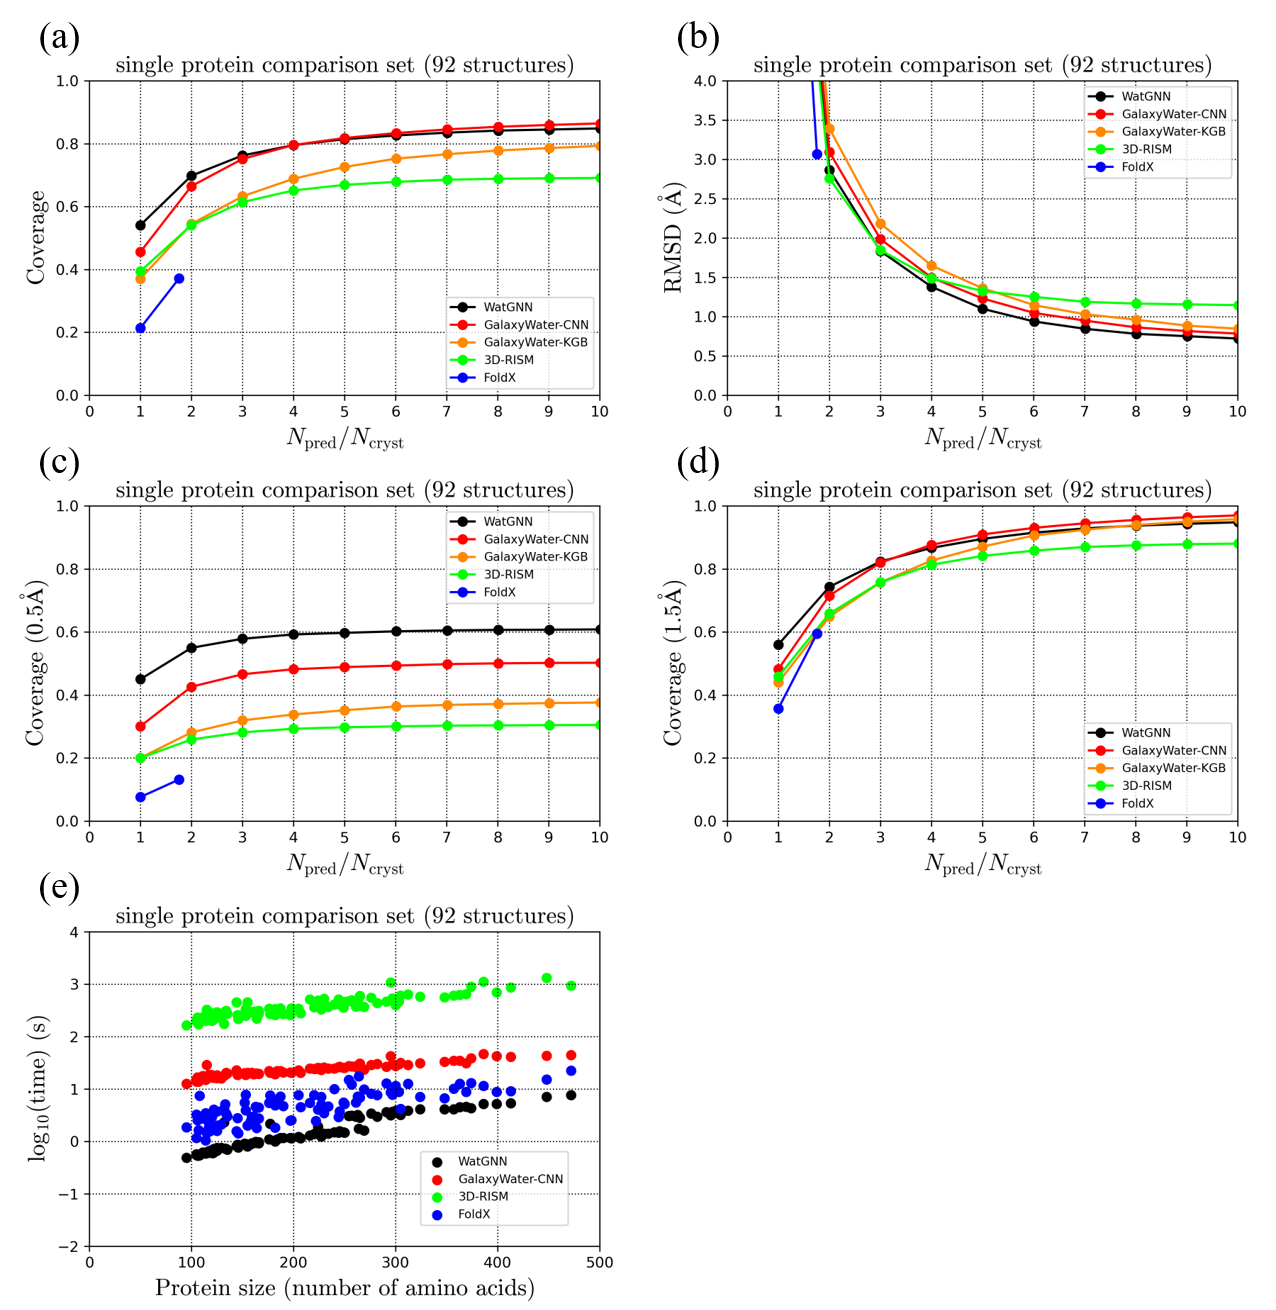 (a)
single protein comparison set (92 structures)
1.0
0.8
0.6
0.4
0.2
0.0
Coverage
WatGNN
GalaxyWater-CNN
GalaxyWater-KGB
3D-RISM
FoldX
0 1 2 3 4 5 6 7 8 9 10
N_pred/N_cryst
(b)
single protein comparison set (92 structures)
4.0
3.5
3.0
2.5
2.0
1.5
1.0
0.5
0.0
RMSD (Å)
WatGNN
GalaxyWater-CNN
GalaxyWater-KGB
3D-RISM
FoldX
0 1 2 3 4 5 6 7 8 9 10
N_pred/N_cryst
(c)
single protein comparison set (92 structures)
1.0
0.8
0.6
0.4
0.2
0.0
Coverage (0.5Å)
WatGNN
GalaxyWater-CNN
GalaxyWater-KGB
3D-RISM
FoldX
0 1 2 3 4 5 6 7 8 9 10
N_pred/N_cryst
(d)
single protein comparison set (92 structures)
1.0
0.8
0.6
0.4
0.2
0.0
Coverage (1.5Å)
WatGNN
GalaxyWater-CNN
GalaxyWater-KGB
3D-RISM
FoldX
0 1 2 3 4 5 6 7 8 9 10
N_pred/N_cryst
(e)
single protein comparison set (92 structures)
4
3
2
1
0
−1
−2
log₁₀(time) (s)
WatGNN
GalaxyWater-CNN
3D-RISM
FoldX
0 100 200 300 400 500
Protein size (number of amino acids)